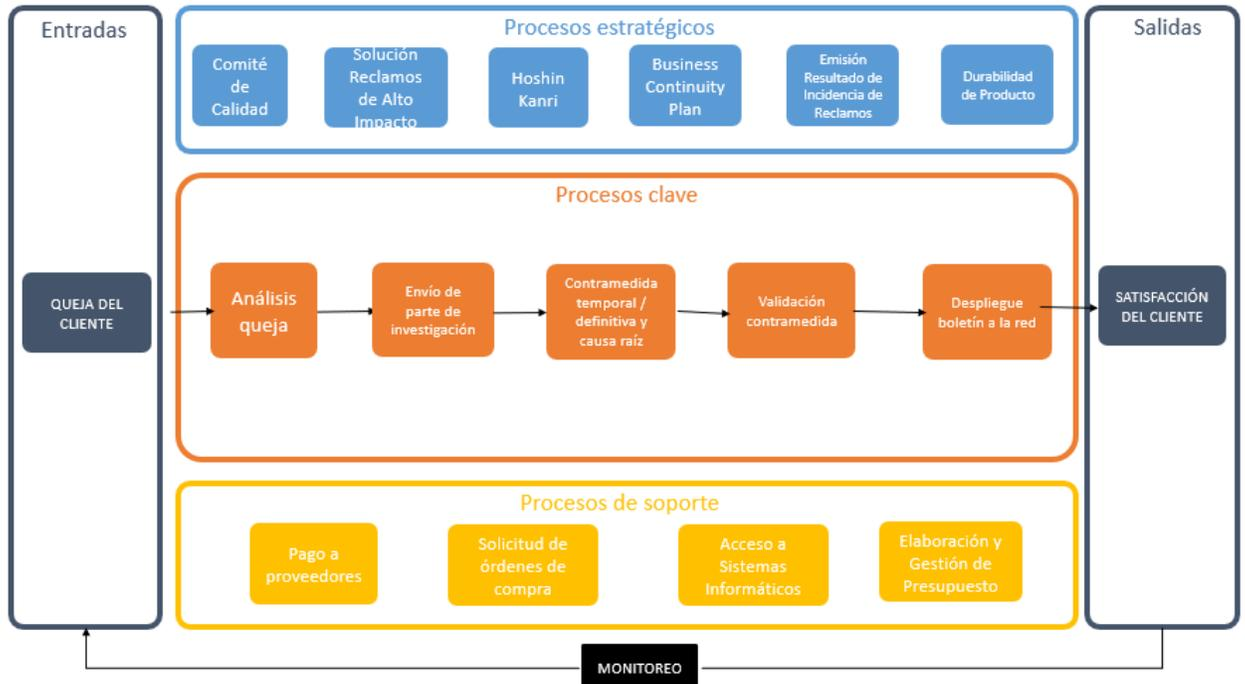 Entradas
Procesos estratégicos
Salidas
Comité
de
Calidad
Solución
Reclamos
de Alto
Impacto
Hoshin
Kanri
Business
Continuity
Plan
Emisión
Resultado de
Incidencia de
Reclamos
Durabilidad
de Producto
Procesos clave
QUEJA DEL
CLIENTE
Análisis
queja
Envío de
parte de
investigación
Contramedida
temporal /
definitiva y
causa raíz
Validación
contramedida
Despliegue
boletín a la red
SATISFACCIÓN
DEL CLIENTE
Procesos de soporte
Pago a
proveedores
Solicitud de
órdenes de
compra
Acceso a
Sistemas
Informáticos
Elaboración y
Gestión de
Presupuesto
MONITOREO